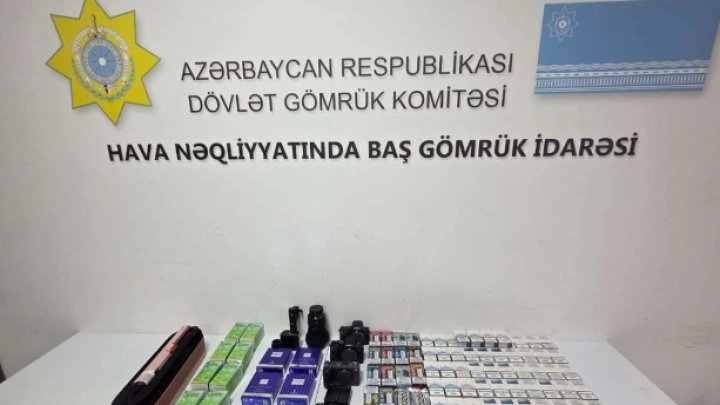 AZƏRBAYCAN RESPUBLİKASI
DÖVLƏT GÖMRÜK KOMİTƏSİ
HAVA NƏQLİYYATINDA BAŞ GÖMRÜK İDARƏSİ